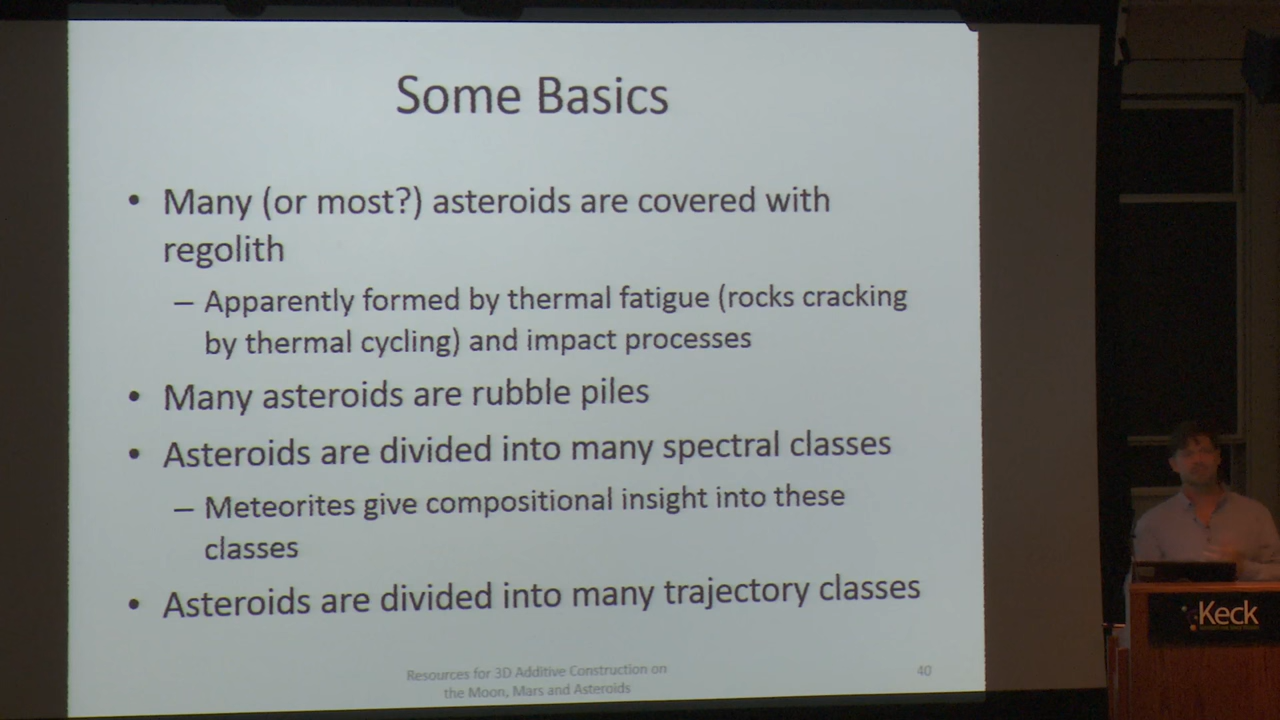 Some Basics
• Many (or most?) asteroids are covered with
regolith
– Apparently formed by thermal fatigue (rocks cracking
by thermal cycling) and impact processes
• Many asteroids are rubble piles
• Asteroids are divided into many spectral classes
– Meteorites give compositional insight into these
classes
• Asteroids are divided into many trajectory classes
Resources for 3D Additive Construction on
the Moon, Mars and Asteroids
40
Keck